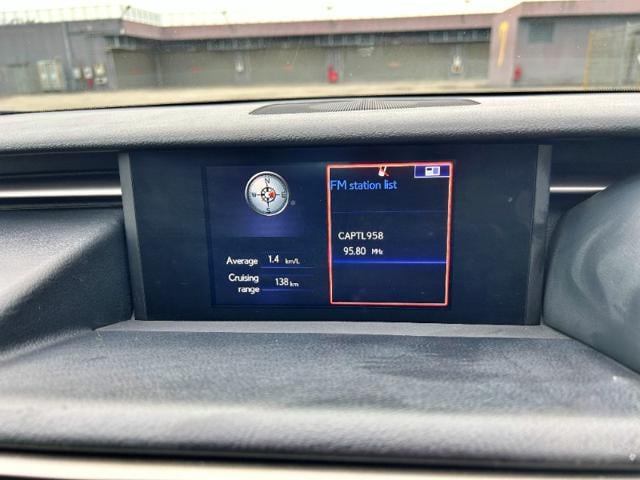 FM station list
CAPTL958
95.80 MHz
Average 1.4 km/L
Cruising
range 138 km